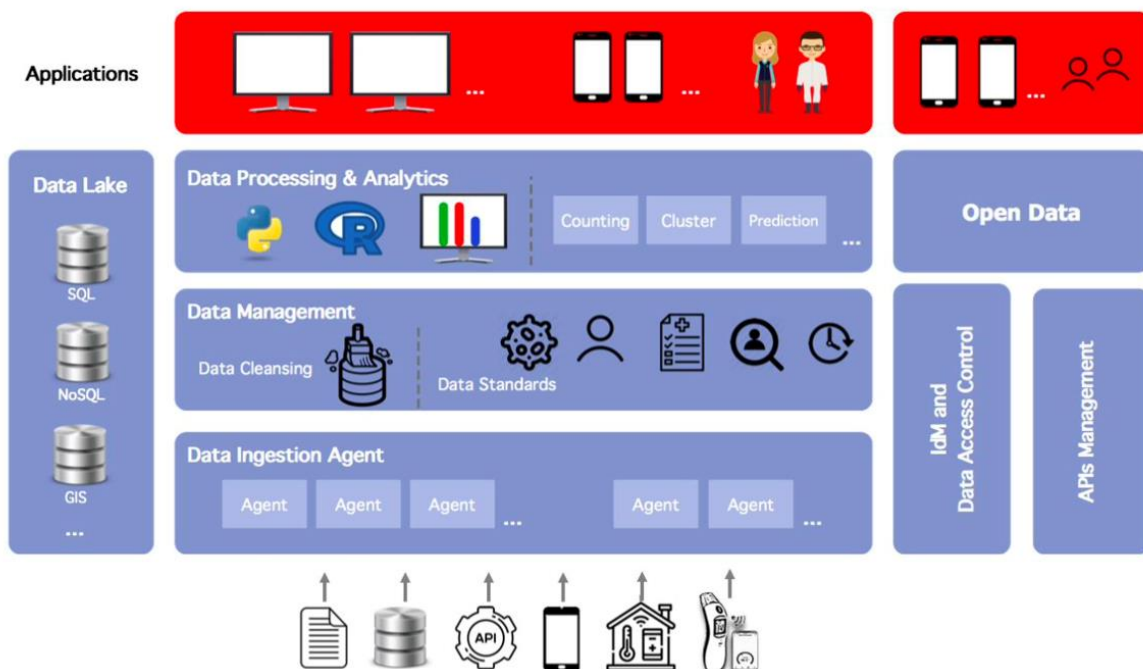 Applications
...
...
...
Data Lake
SQL
NoSQL
GIS
...
Data Processing & Analytics
R
Counting
Cluster
Prediction
...
Open Data
Data Management
Data Cleansing
Data Standards
Data Ingestion Agent
Agent
Agent
Agent
...
Agent
Agent
...
IdM and
Data Access Control
APIs Management
API